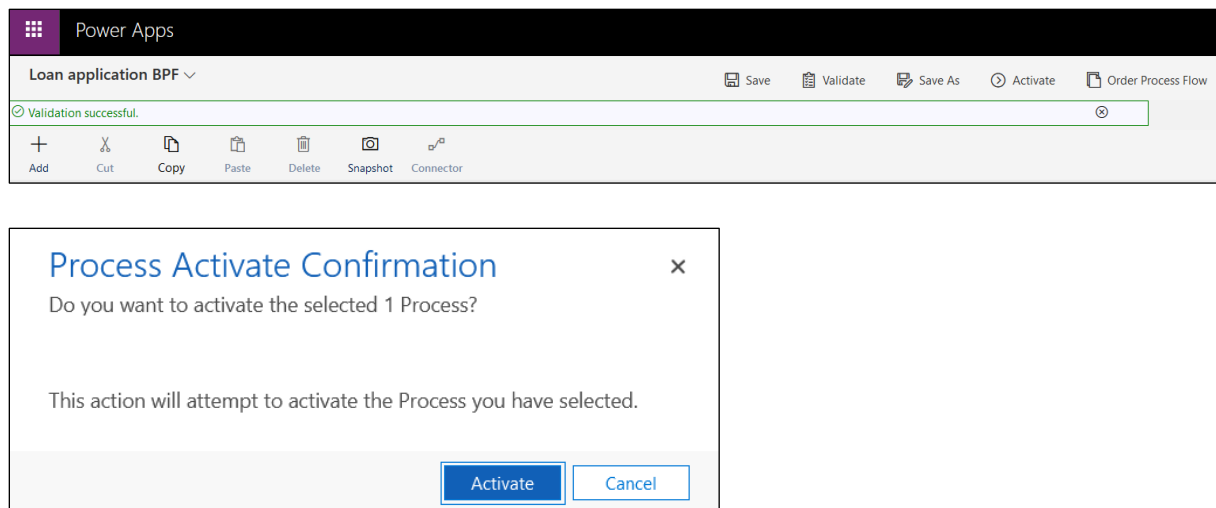 Power Apps
Loan application BPF
Save Validate Save As Activate Order Process Flow
Validation successful.
Add Cut Copy Paste Delete Snapshot Connector
Process Activate Confirmation
Do you want to activate the selected 1 Process?
This action will attempt to activate the Process you have selected.
Activate Cancel